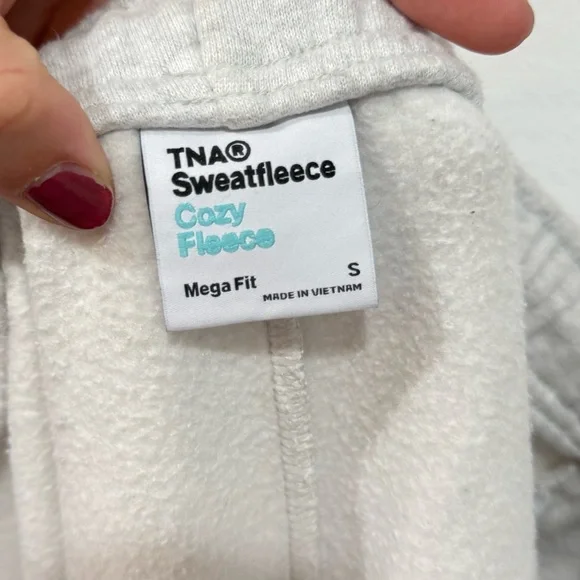 TNA®
Sweatfleece
Cozy
Fleece
Mega Fit
S
MADE IN VIETNAM